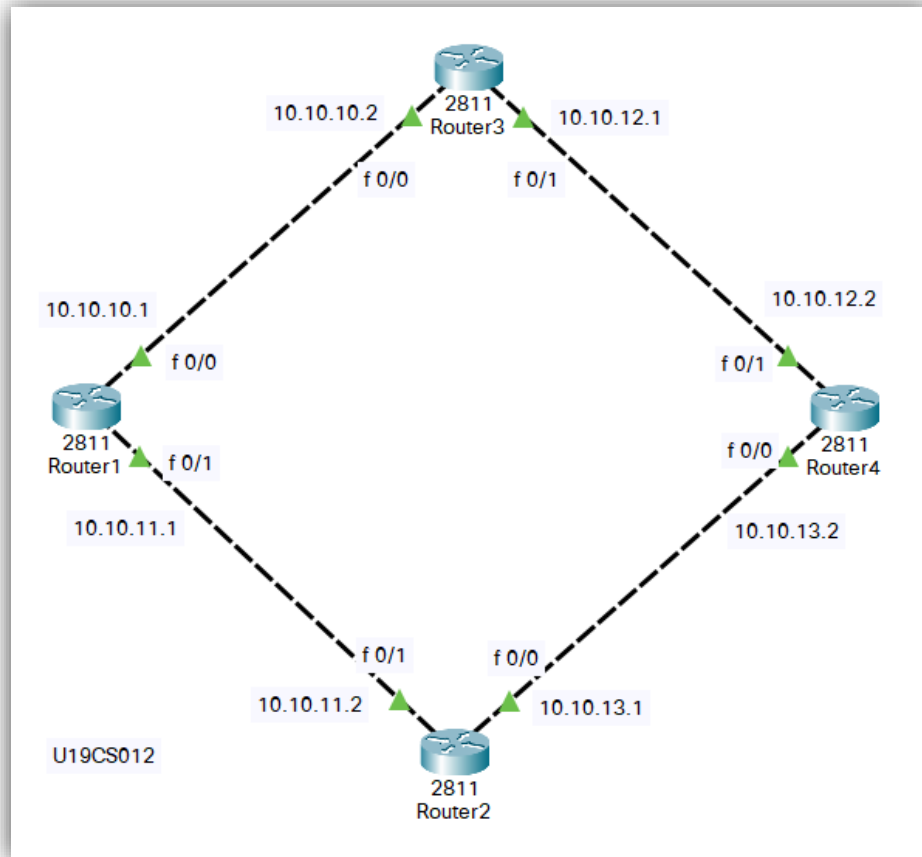 2811
Router3
10.10.10.2
10.10.12.1
f 0/0
f 0/1
10.10.10.1
10.10.12.2
f 0/0
f 0/1
2811
Router1
2811
Router4
f 0/1
f 0/0
10.10.11.1
10.10.13.2
f 0/1
f 0/0
10.10.11.2
10.10.13.1
U19CS012
2811
Router2